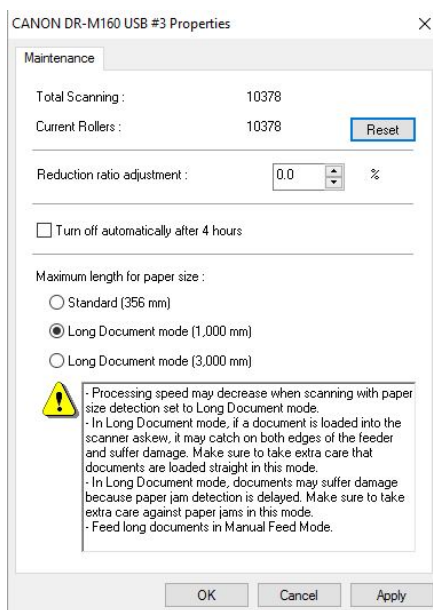 CANON DR-M160 USB #3 Properties
Maintenance
Total Scanning : 10378
Current Rollers : 10378 Reset
Reduction ratio adjustment : 0.0 %
Turn off automatically after 4 hours
Maximum length for paper size :
Standard (356 mm)
Long Document mode (1,000 mm)
Long Document mode (3,000 mm)
- Processing speed may decrease when scanning with paper
size detection set to Long Document mode.
- In Long Document mode, if a document is loaded into the
scanner askew, it may catch on both edges of the feeder
and suffer damage. Make sure to take extra care that
documents are loaded straight in this mode.
- In Long Document mode, documents may suffer damage
because paper jam detection is delayed. Make sure to take
extra care against paper jams in this mode.
- Feed long documents in Manual Feed Mode.
OK Cancel Apply